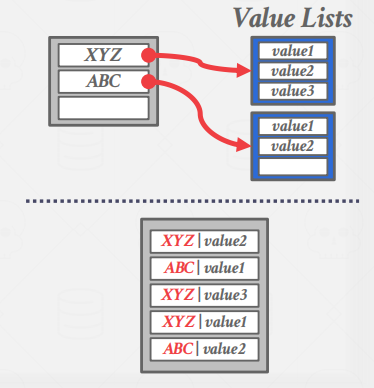 Value Lists
XYZ
ABC
value1
value2
value3
value1
value2
XYZ|value2
ABC|value1
XYZ|value3
XYZ|value1
ABC|value2